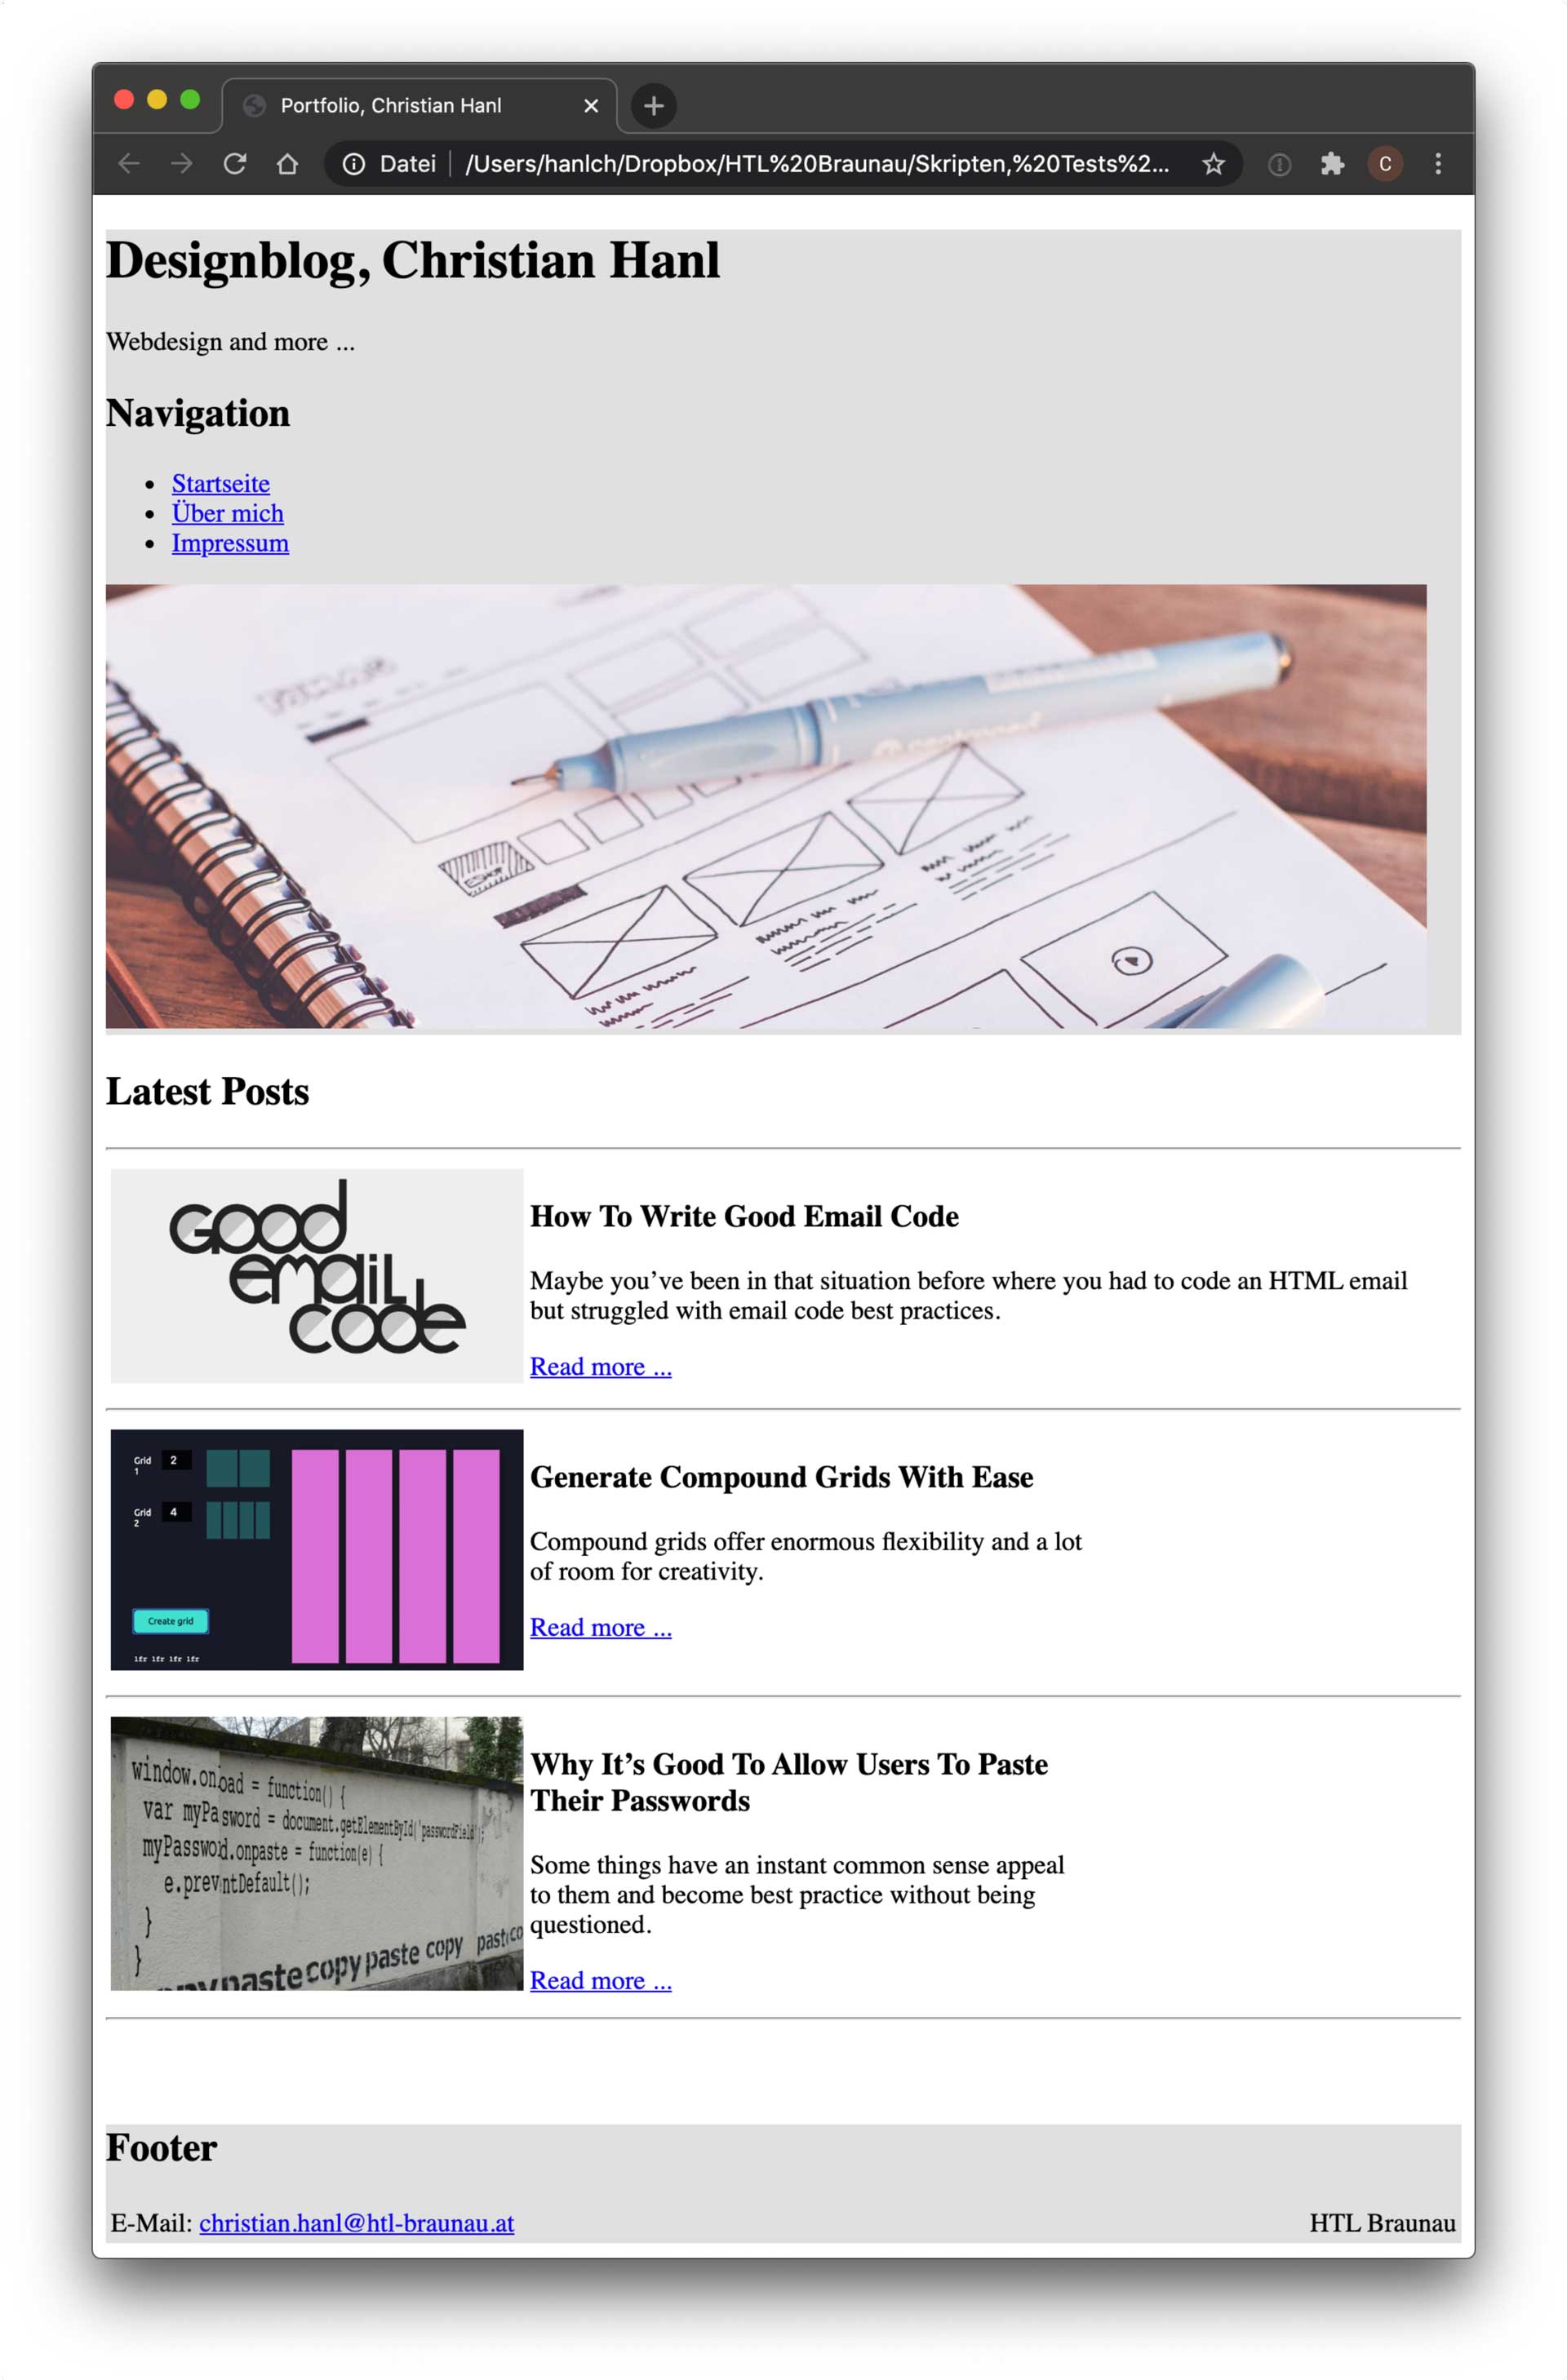 Portfolio, Christian Hanl
Datei
/Users/hanlch/Dropbox/HTL%20Braunau/Skripten,%20Tests%2...
C
Designblog, Christian Hanl
Webdesign and more ...
Navigation
Startseite
Über mich
Impressum
Latest Posts
Good
email
code
How To Write Good Email Code
Maybe you’ve been in that situation before where you had to code an HTML email
but struggled with email code best practices.
Read more ...
Grid 2
1
Grid 4
2
Create grid
1fr 1fr 1fr 1fr
Generate Compound Grids With Ease
Compound grids offer enormous flexibility and a lot
of room for creativity.
Read more ...
window.onload = function() {
var myPasword = document.getElementById('passwordField');
myPassword.onpaste = function(e) {
e.prevntDefault();
}
}
paste copy paste copy paste co
Why It’s Good To Allow Users To Paste
Their Passwords
Some things have an instant common sense appeal
to them and become best practice without being
questioned.
Read more ...
Footer
E-Mail: christian.hanl@htl-braunau.at
HTL Braunau